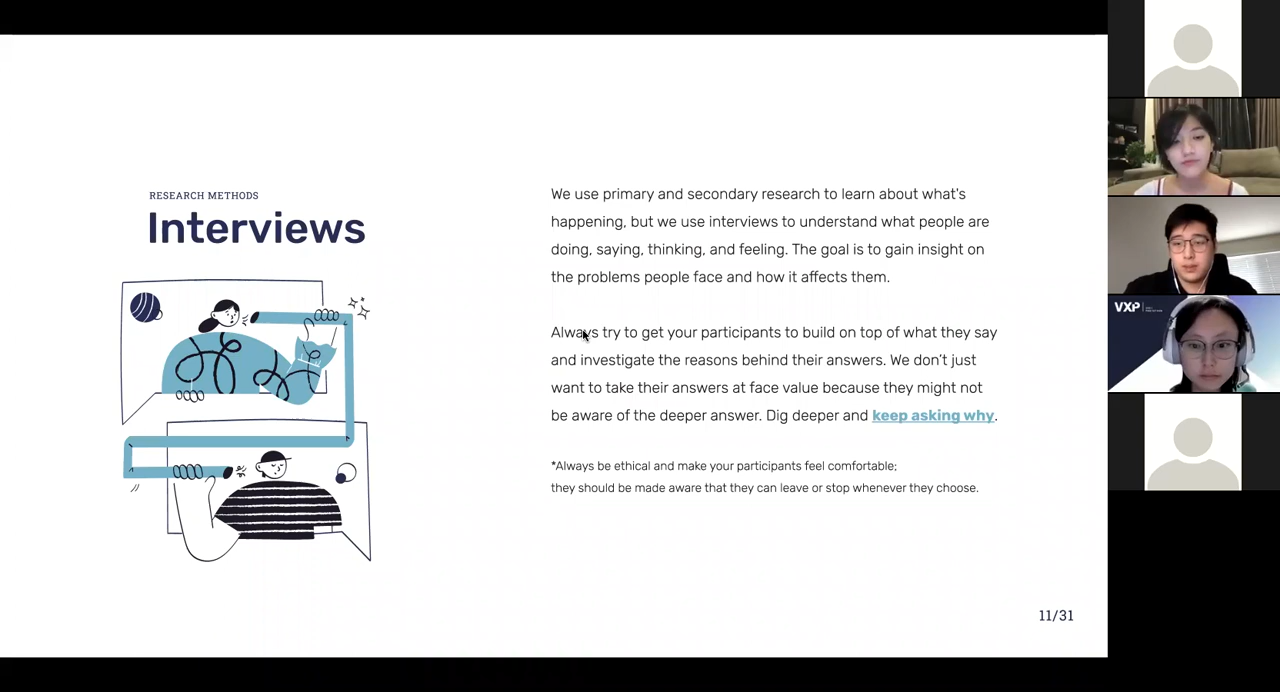 RESEARCH METHODS
Interviews
We use primary and secondary research to learn about what's
happening, but we use interviews to understand what people are
doing, saying, thinking, and feeling. The goal is to gain insight on
the problems people face and how it affects them.
Always try to get your participants to build on top of what they say
and investigate the reasons behind their answers. We don't just
want to take their answers at face value because they might not
be aware of the deeper answer. Dig deeper and keep asking why.
*Always be ethical and make your participants feel comfortable;
they should be made aware that they can leave or stop whenever they choose.
11/31
VXP